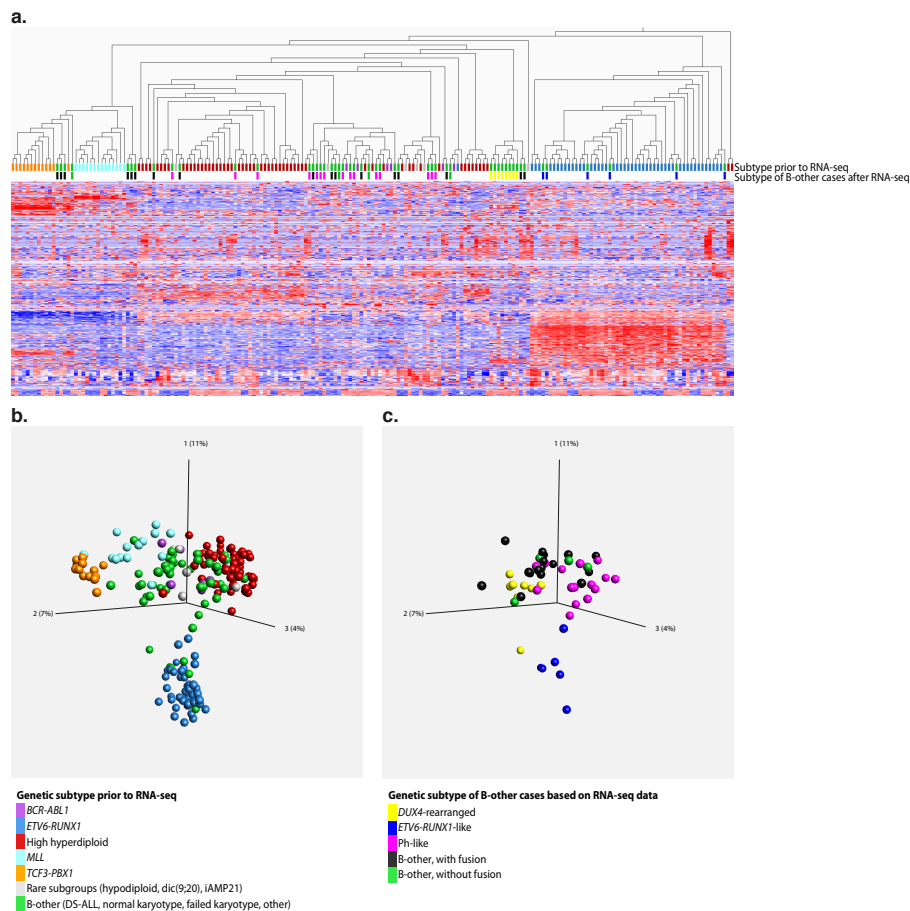 a.
Subtype prior to RNA-seq
Subtype of B-other cases after RNA-seq
b.
c.
1 (11%)
2 (7%)
3 (4%)
1 (11%)
2 (7%)
3 (4%)
Genetic subtype prior to RNA-seq
BCR-ABL1
ETV6-RUNX1
High hyperdiploid
MLL
TCF3-PBX1
Rare subgroups (hypodiploid, dic(9;20), iAMP21)
B-other (DS-ALL, normal karyotype, failed karyotype, other)
Genetic subtype of B-other cases based on RNA-seq data
DUX4-rearranged
ETV6-RUNX1-like
Ph-like
B-other, with fusion
B-other, without fusion